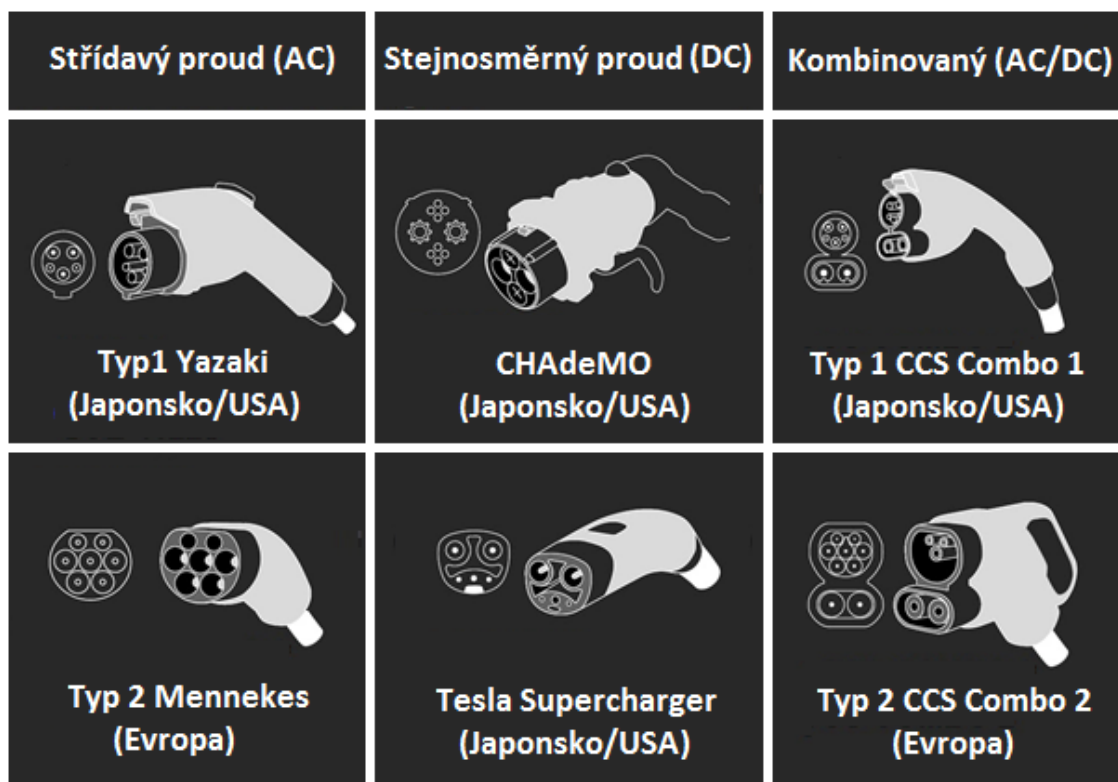 Střídavý proud (AC)
Stejnosměrný proud (DC)
Kombinovaný (AC/DC)
Typ1 Yazaki
(Japonsko/USA)
CHAdeMO
(Japonsko/USA)
Typ 1 CCS Combo 1
(Japonsko/USA)
Typ 2 Mennekes
(Evropa)
Tesla Supercharger
(Japonsko/USA)
Typ 2 CCS Combo 2
(Evropa)